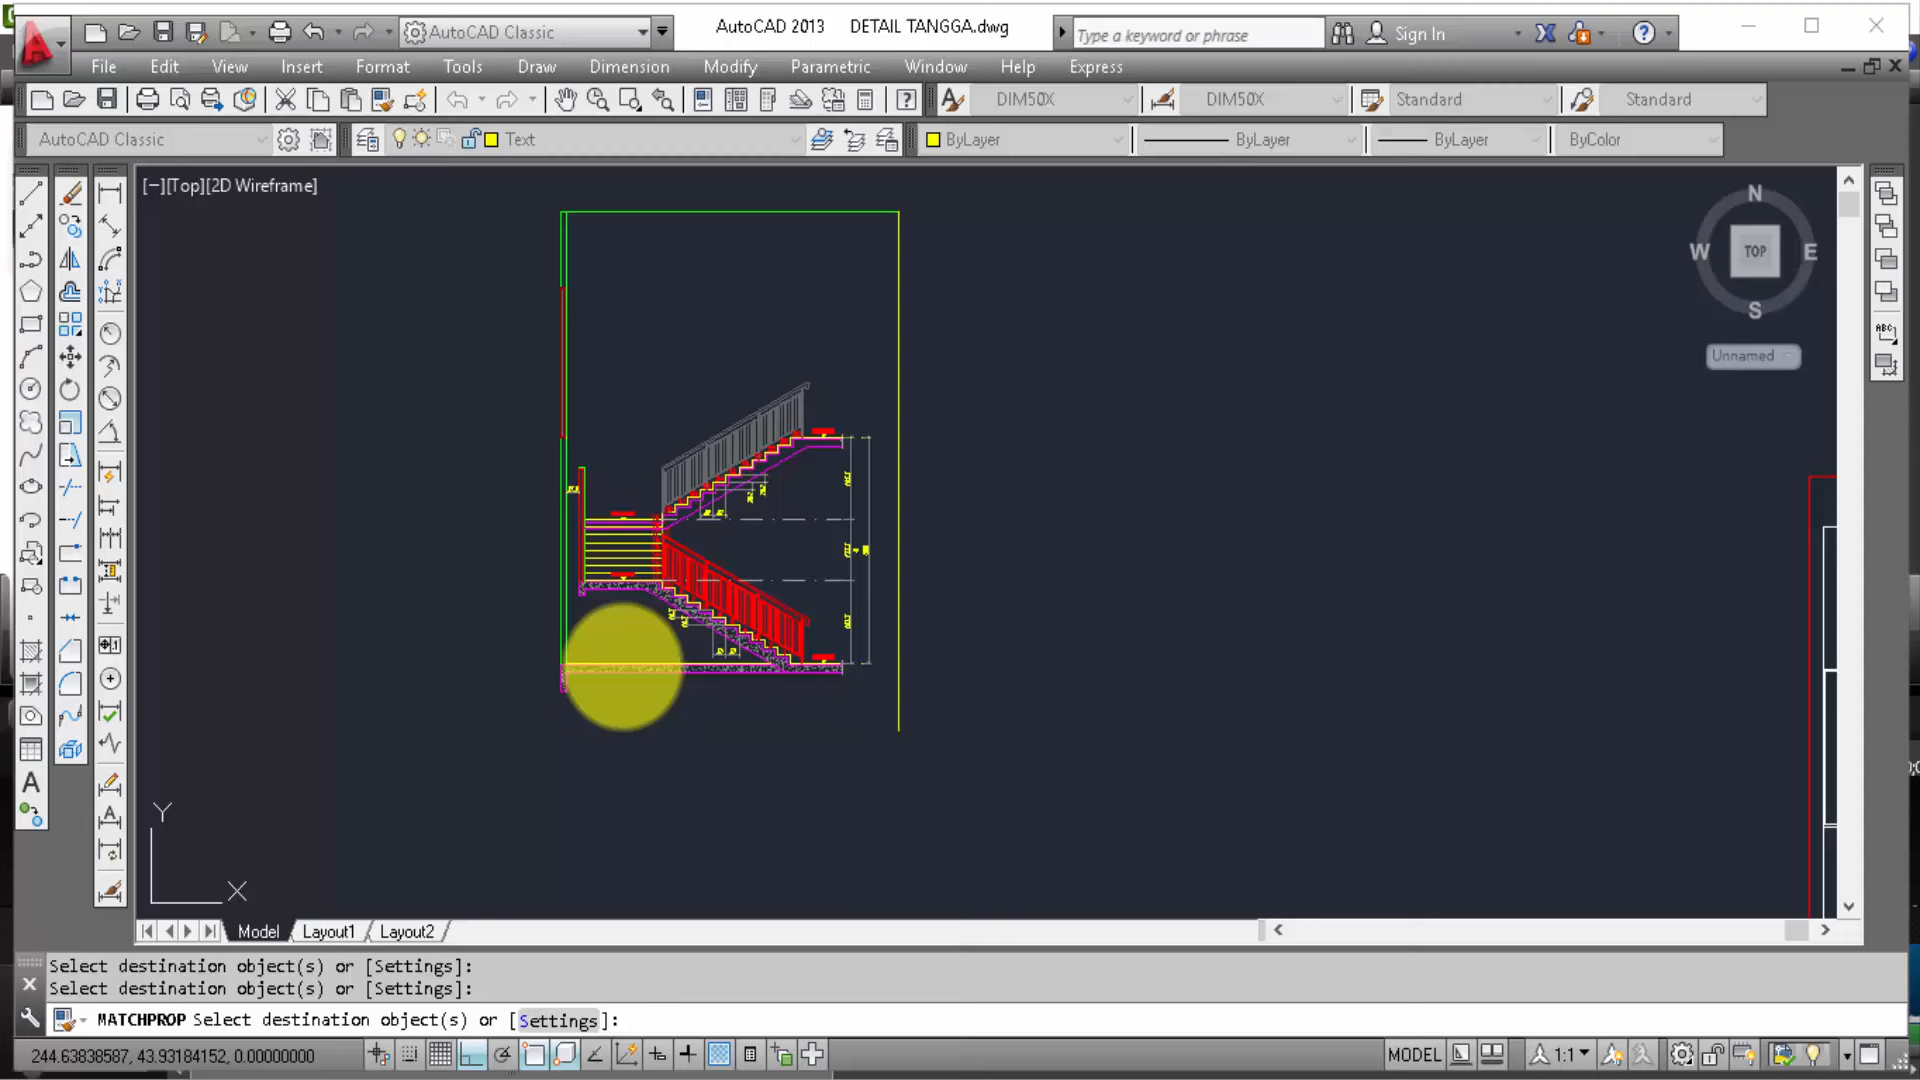 AutoCAD Classic
AutoCAD 2013 DETAIL TANGGA.dwg
Type a keyword or phrase
Sign In
File Edit View Insert Format Tools Draw Dimension Modify Parametric Window Help Express
DIM50X DIM50X Standard Standard
AutoCAD Classic
Text
ByLayer ByLayer ByLayer ByColor
[−][Top][2D Wireframe]
N
W TOP E
S
Unnamed
ABC
A
A
Y
X
Model Layout1 Layout2
Select destination object(s) or [Settings]:
Select destination object(s) or [Settings]:
MATCHPROP Select destination object(s) or [Settings]:
244.63838587, 43.93184152, 0.00000000
MODEL 1:1